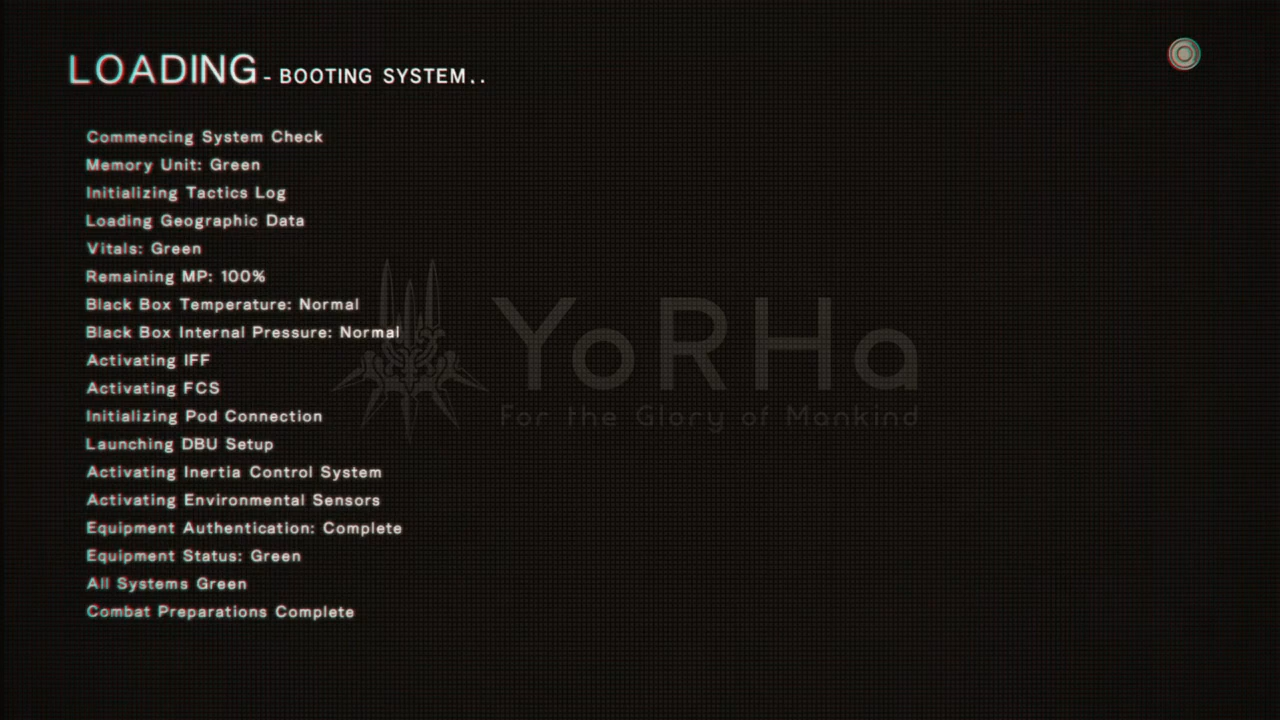 LOADING - BOOTING SYSTEM..
Commencing System Check
Memory Unit: Green
Initializing Tactics Log
Loading Geographic Data
Vitals: Green
Remaining MP: 100%
Black Box Temperature: Normal
Black Box Internal Pressure: Normal
Activating IFF
Activating FCS
Initializing Pod Connection
Launching DBU Setup
Activating Inertia Control System
Activating Environmental Sensors
Equipment Authentication: Complete
Equipment Status: Green
All Systems Green
Combat Preparations Complete
YoRHa
For the Glory of Mankind